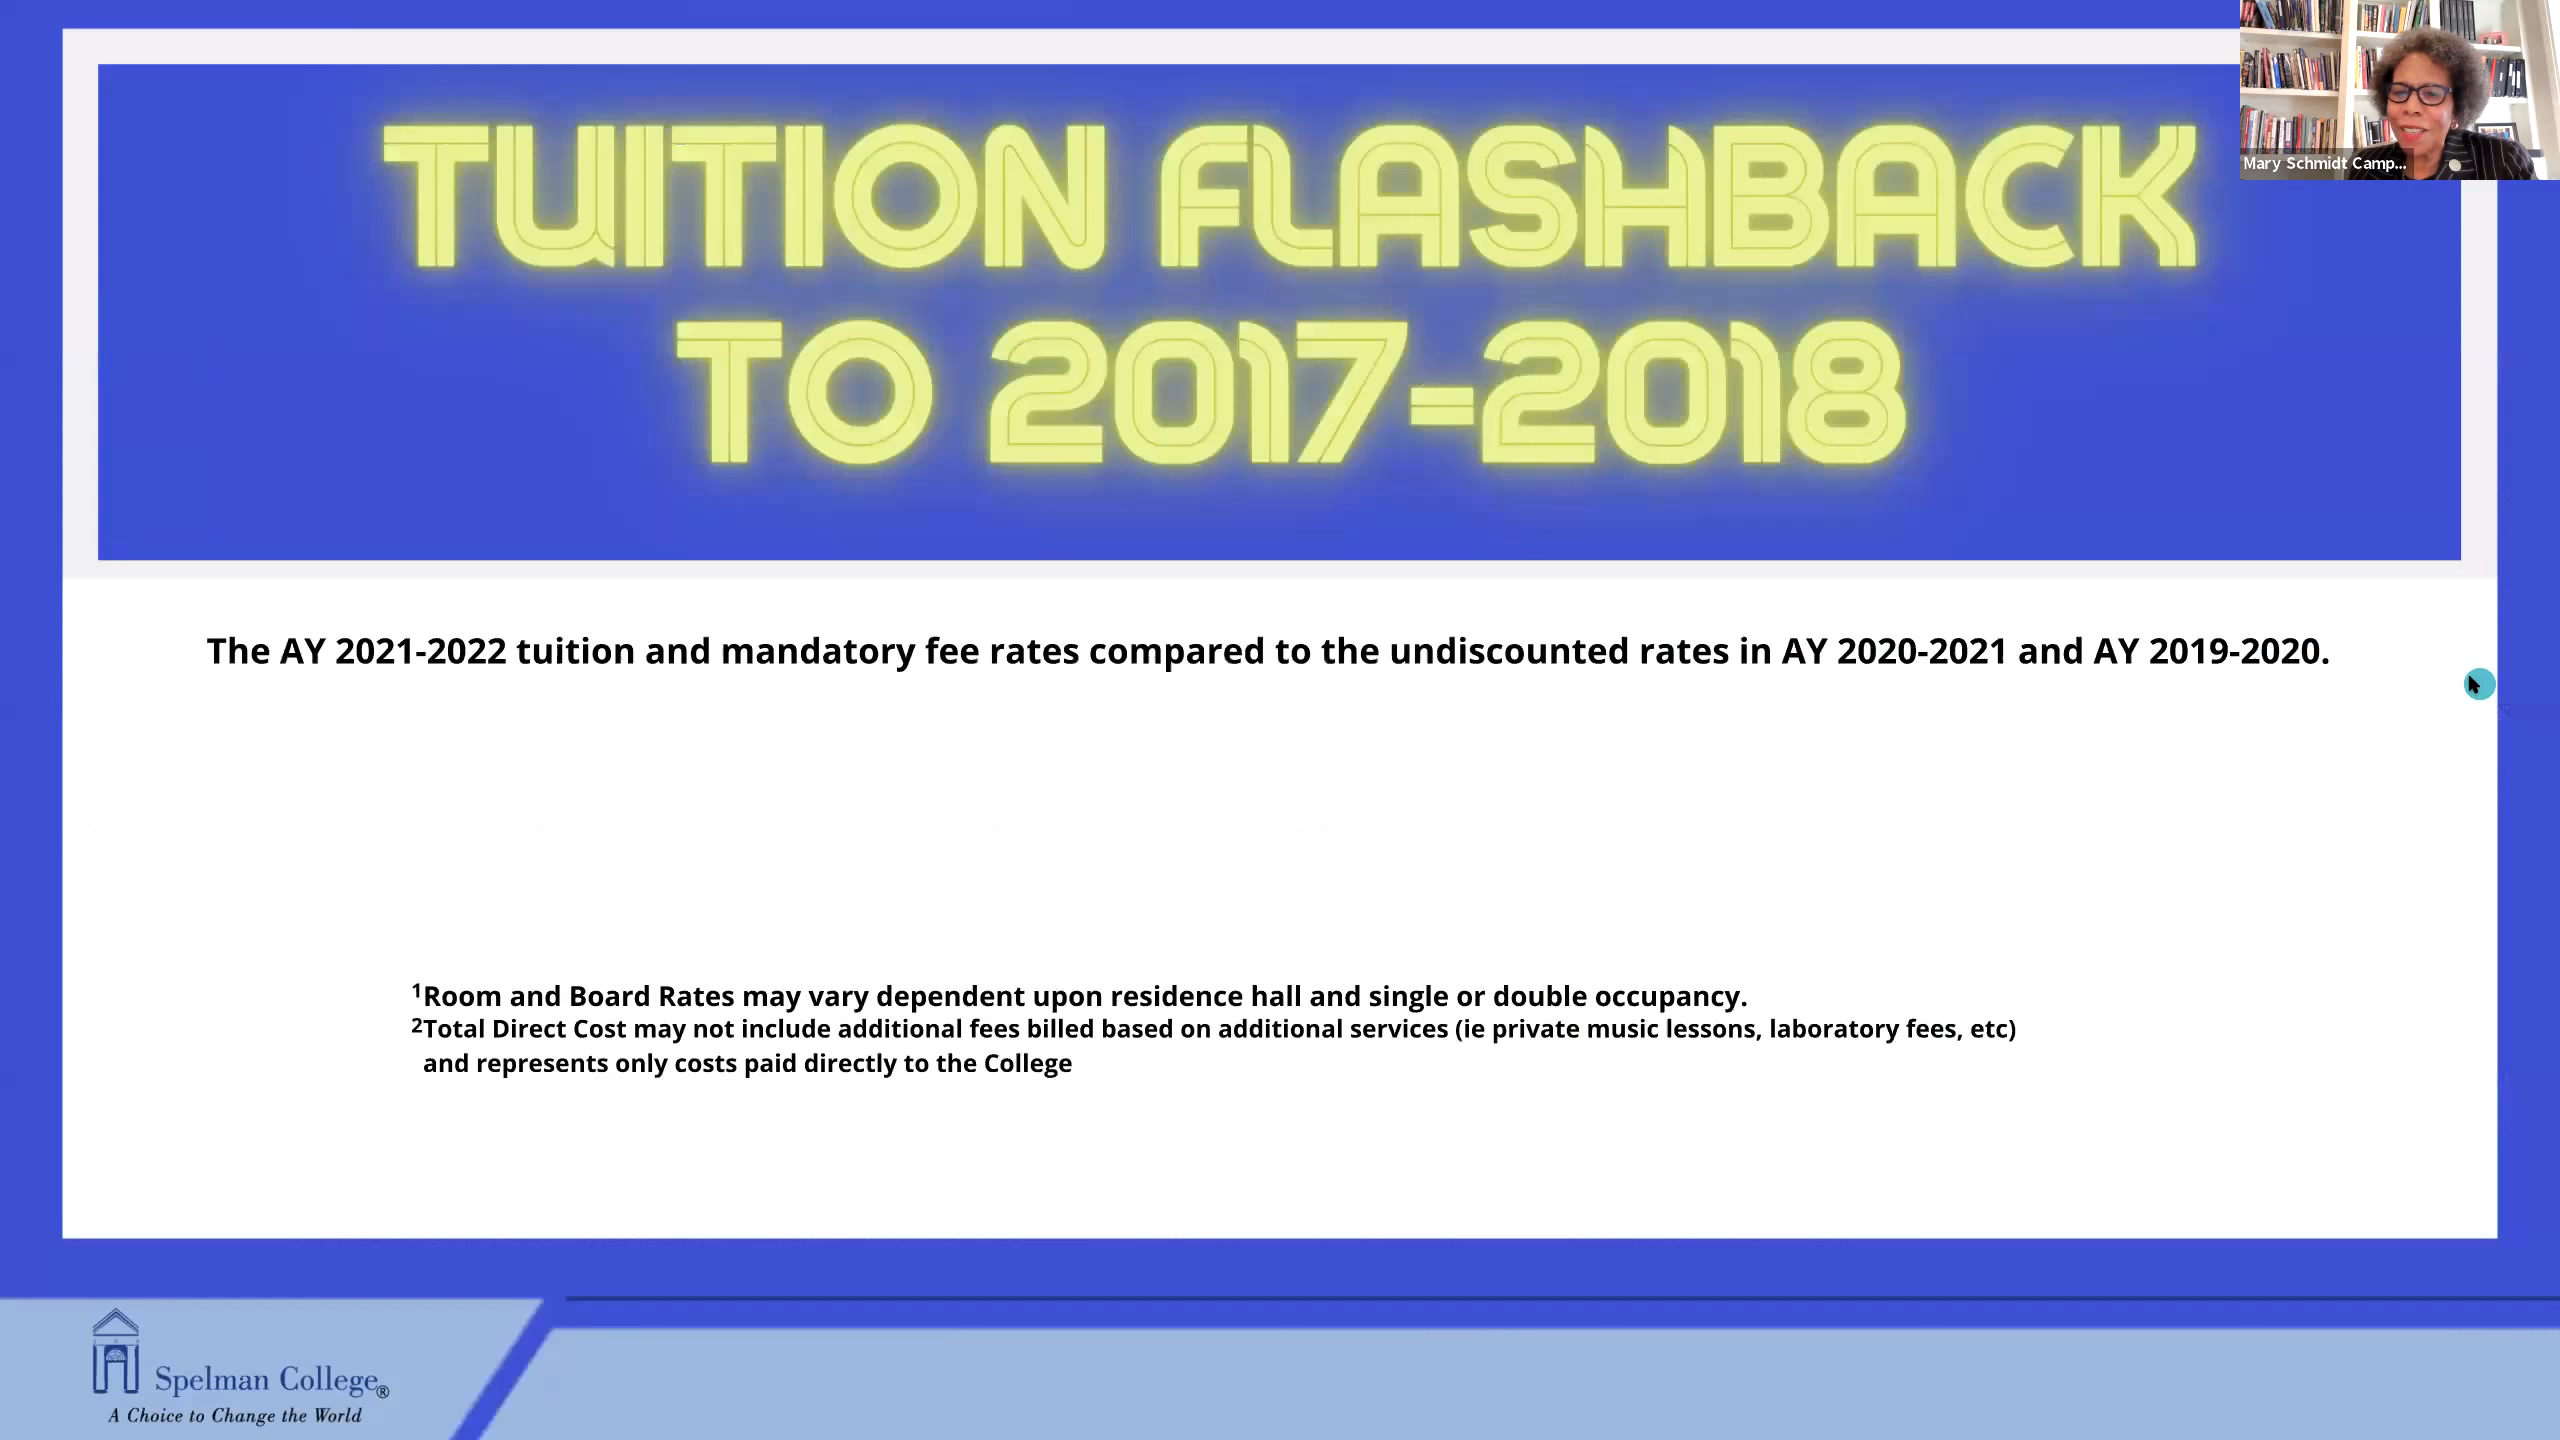 TUITION FLASHBACK
TO 2017-2018
Mary Schmidt Camp...
The AY 2021-2022 tuition and mandatory fee rates compared to the undiscounted rates in AY 2020-2021 and AY 2019-2020.
¹Room and Board Rates may vary dependent upon residence hall and single or double occupancy.
²Total Direct Cost may not include additional fees billed based on additional services (ie private music lessons, laboratory fees, etc)
and represents only costs paid directly to the College
Spelman College®
A Choice to Change the World